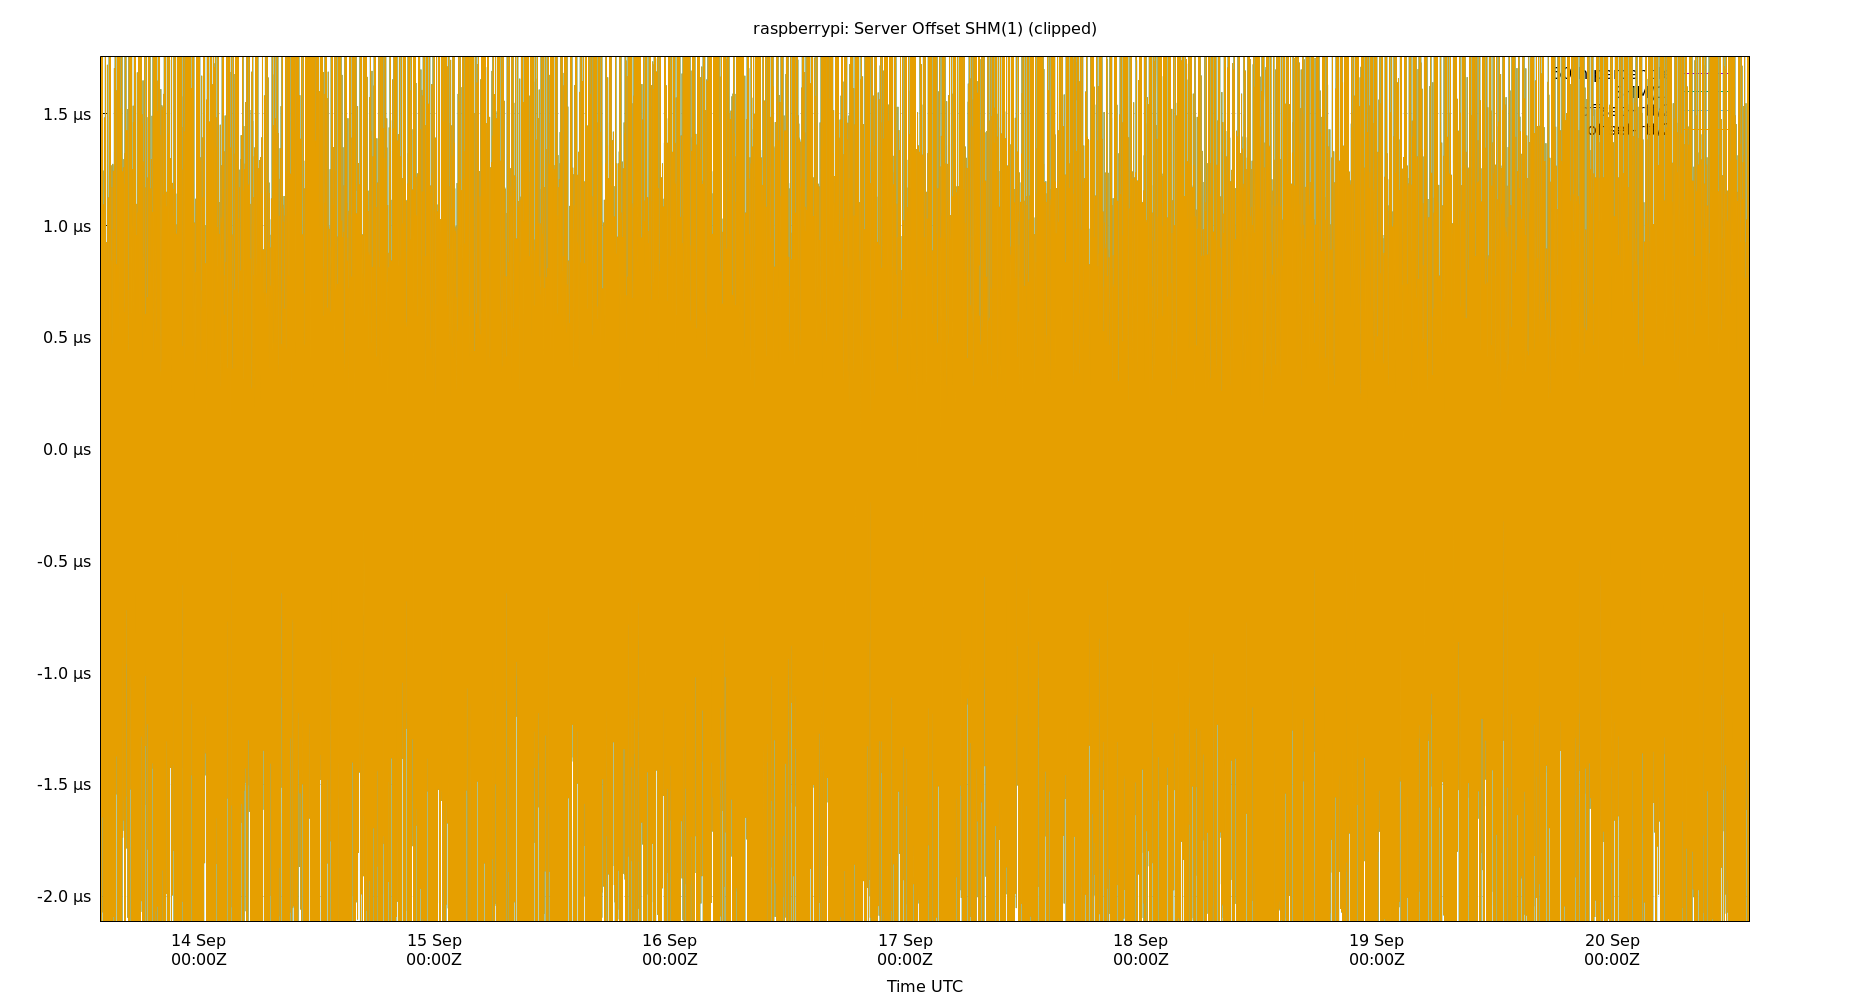 raspberrypi: Server Offset SHM(1) (clipped)
1.5 µs
1.0 µs
0.5 µs
0.0 µs
-0.5 µs
-1.0 µs
-1.5 µs
-2.0 µs
14 Sep 15 Sep 16 Sep 17 Sep 18 Sep 19 Sep 20 Sep
00:00Z 00:00Z 00:00Z 00:00Z 00:00Z 00:00Z 00:00Z
Time UTC